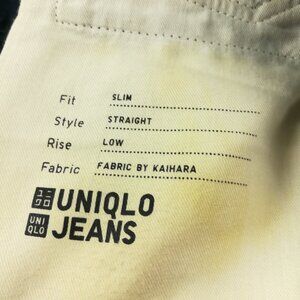 Fit SLIM
Style STRAIGHT
Rise LOW
Fabric FABRIC BY KAIHARA
ユニクロ UNIQLO
UNI QLO JEANS